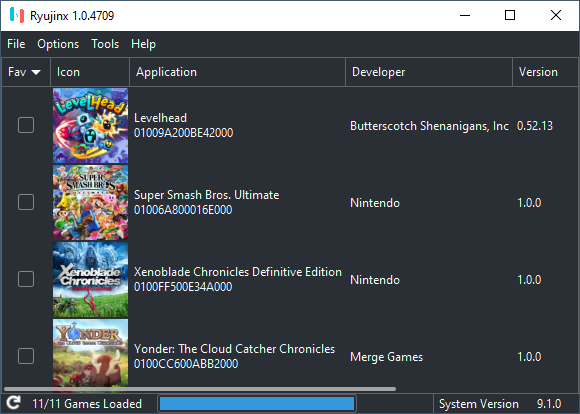 Ryujinx 1.0.4709
File Options Tools Help
Fav Icon Application Developer Version
LEVELHEAD
Levelhead
01009A200BE42000
Butterscotch Shenanigans, Inc 0.52.13
SUPER
SMASH BROS.
ULTIMATE
Super Smash Bros. Ultimate
01006A800016E000
Nintendo 1.0.0
Xenoblade
Chronicles
Xenoblade Chronicles Definitive Edition
0100FF500E34A000
Nintendo 1.0.0
YONDER
Yonder: The Cloud Catcher Chronicles
0100CC600ABB2000
Merge Games 1.0.0
11/11 Games Loaded System Version 9.1.0